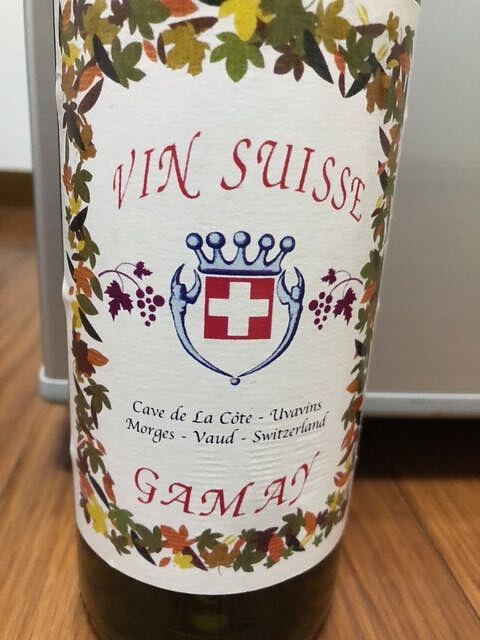 VIN SUISSE
Cave de La Côte - Uvavins
Morges - Vaud - Switzerland
GAMAY